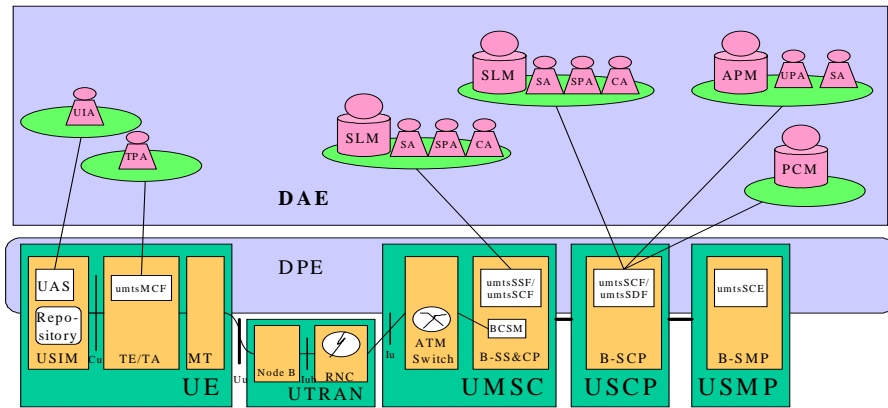 SLM
SA
SPA
CA
APM
UPA
SA
UIA
SLM
SA
SPA
CA
TPA
PCM
DAE
DPE
UAS
umtsMCF
umtsSSF/
umtsSCF
umtsSCF/
umtsSDF
umtsSCE
Repo-
sitory
BCSM
USIM
Cu
TE/TA
MT
Uu
Node B
Iub
RNC
Iu
ATM
Switch
B-SS&CP
B-SCP
B-SMP
UE
UTRAN
UMSC
USCP
USMP